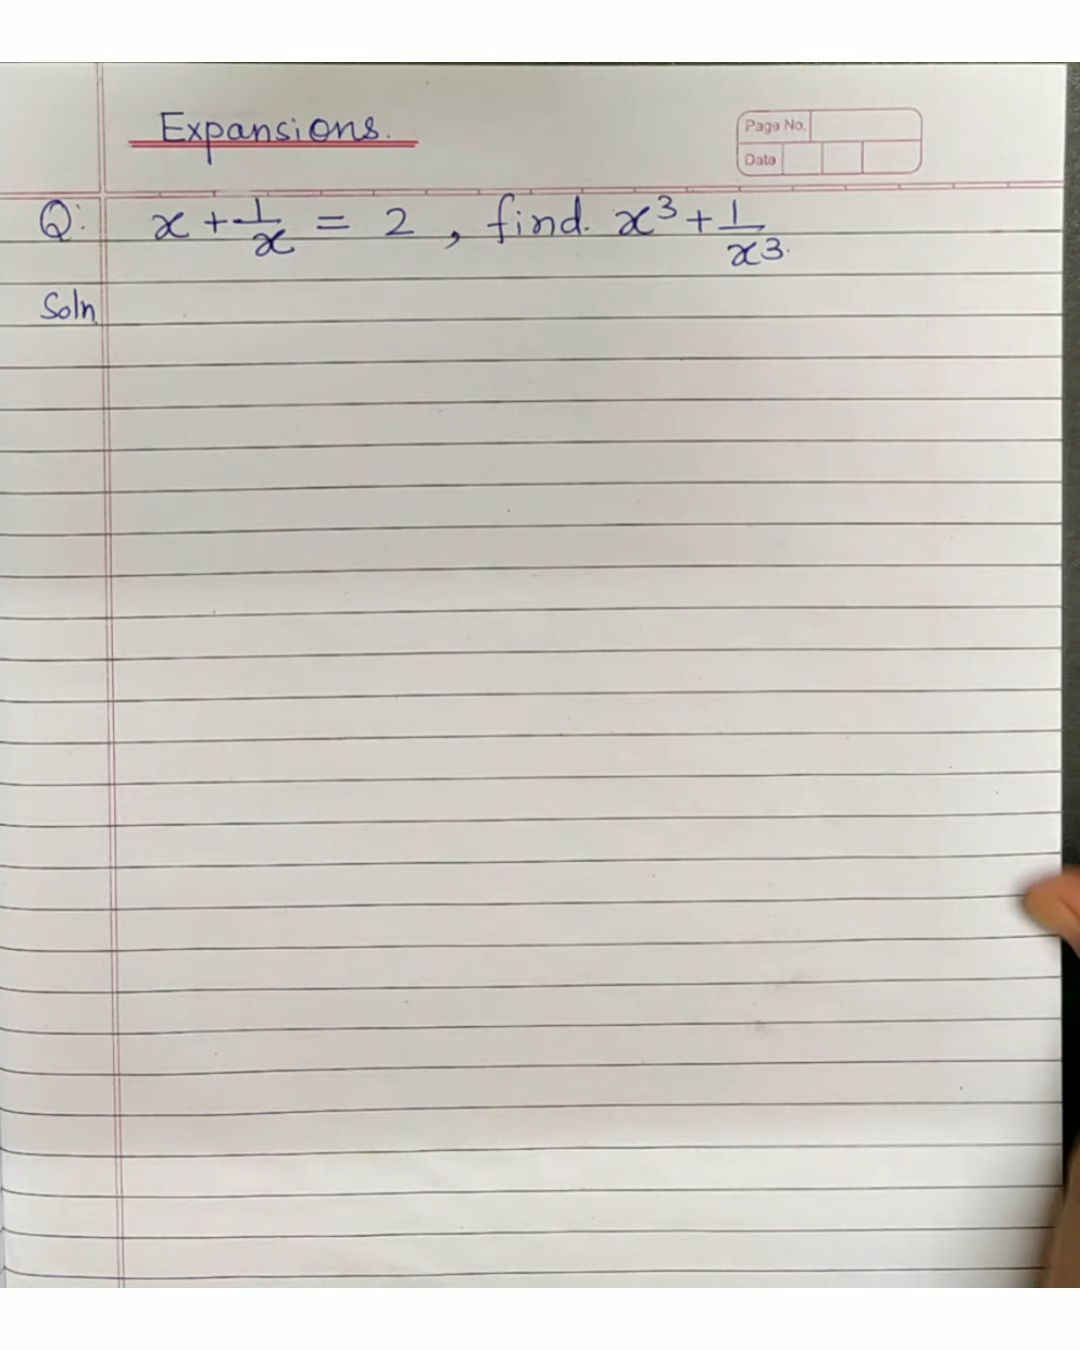 Expansions.
Page No.
Date
Q: x + 1/x = 2, find. x³ + 1/x³.
Soln